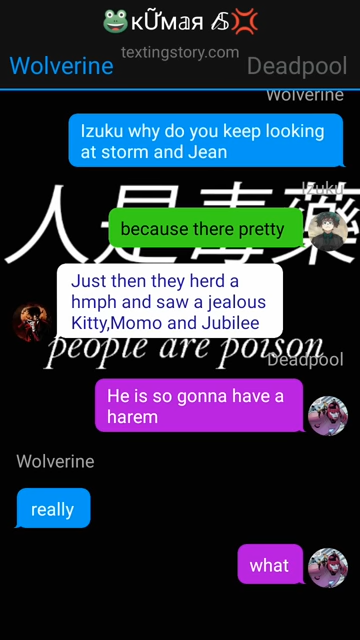 🐸ĸŰмαя 𝓁𝕊💢
textingstory.com
Wolverine Deadpool
Wolverine
Izuku why do you keep looking
at storm and Jean
Izuku
人是毒藥
because there pretty
Just then they herd a
hmph and saw a jealous
Kitty,Momo and Jubilee
people are poison
Deadpool
He is so gonna have a
harem
Wolverine
really
what